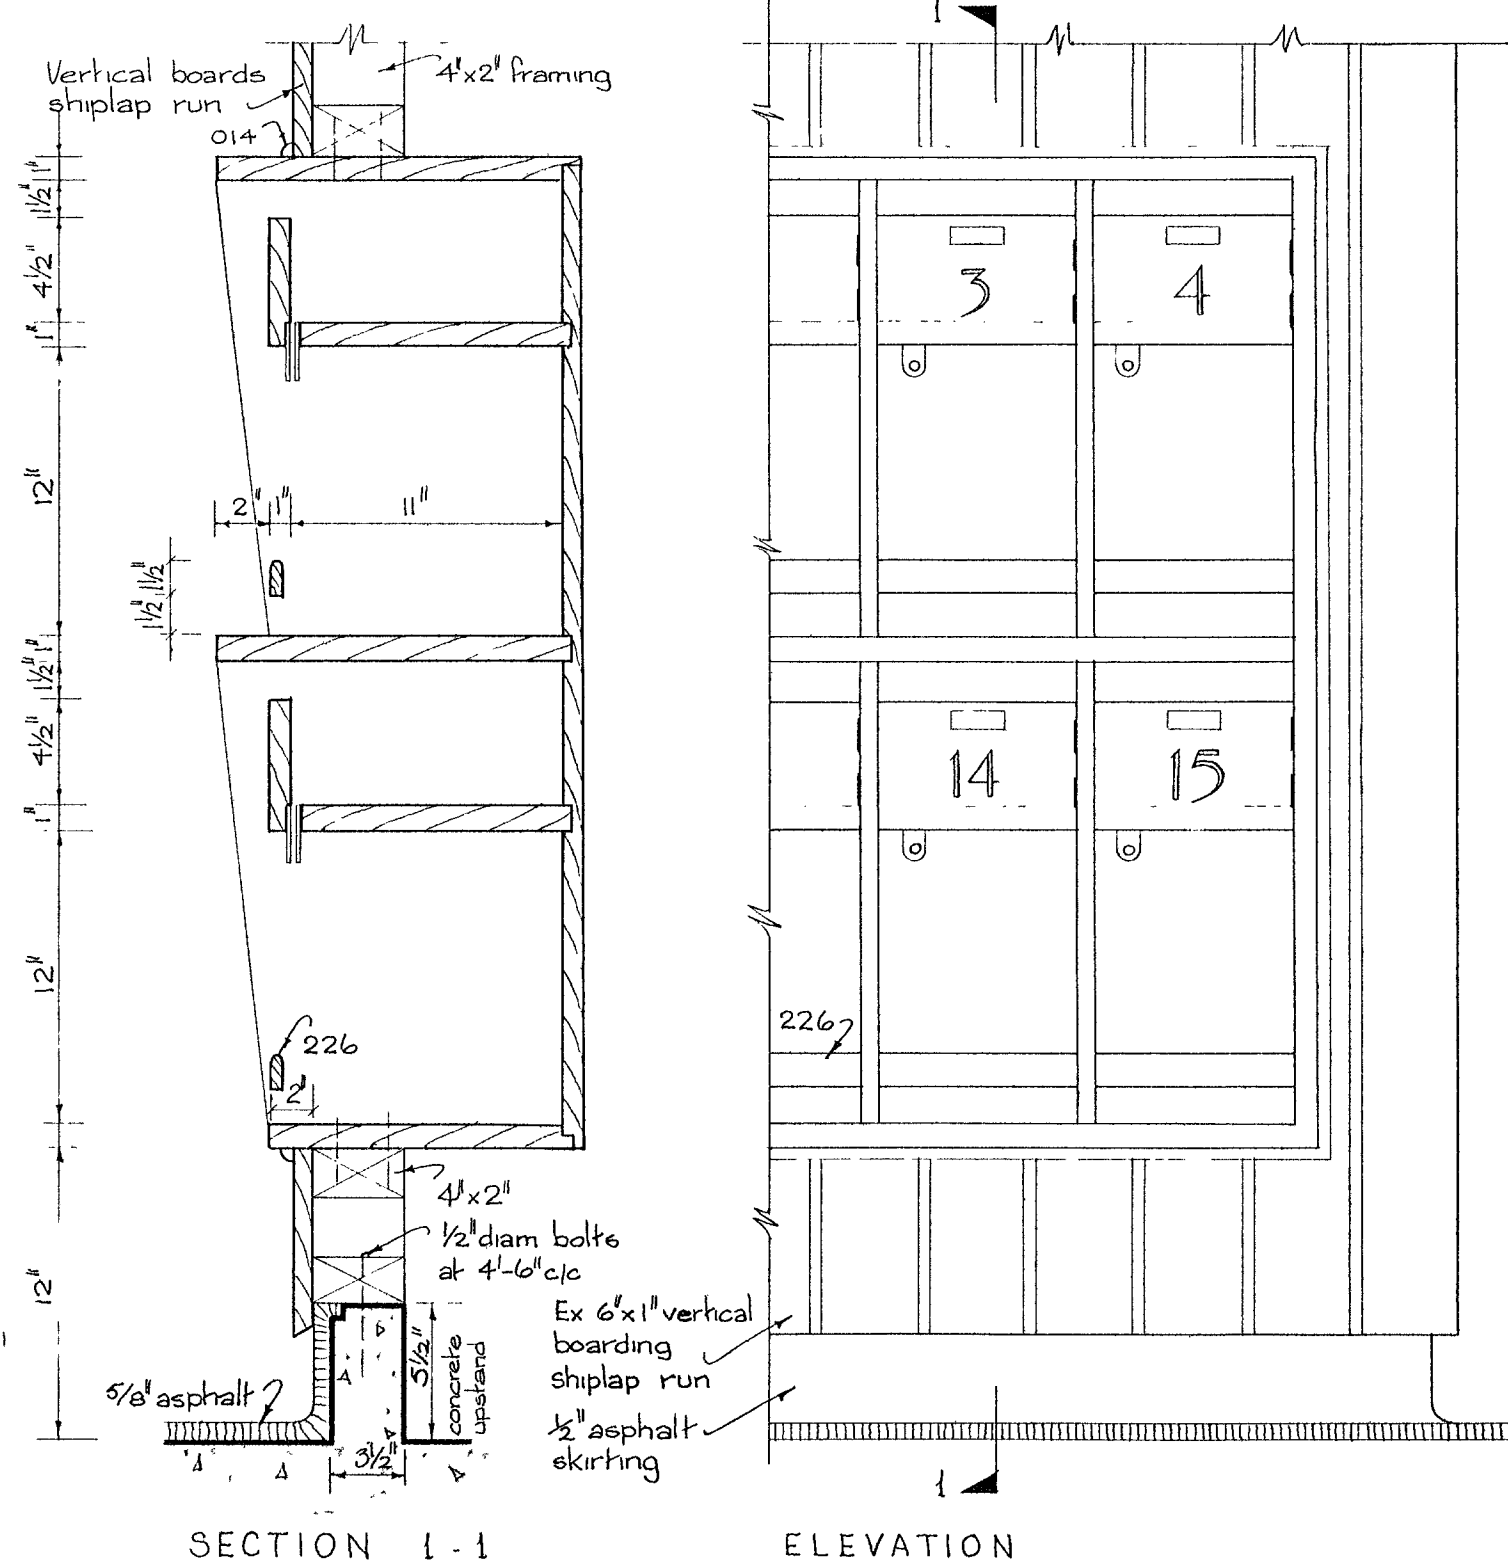 1
Vertical boards
shiplap run
4"x2" framing
014
1"
1½"
4½"
1"
12"
2" 1" 11"
1½"
1½"
1"
1½"
4½"
1"
12"
226
2"
12"
4"x2"
½" diam bolts
at 4'-6" c/c
5½"
concrete
upstand
5/8" asphalt
3½"
SECTION 1-1
3 4
14 15
226
Ex 6"x1" vertical
boarding
shiplap run
½" asphalt
skirting
1
ELEVATION